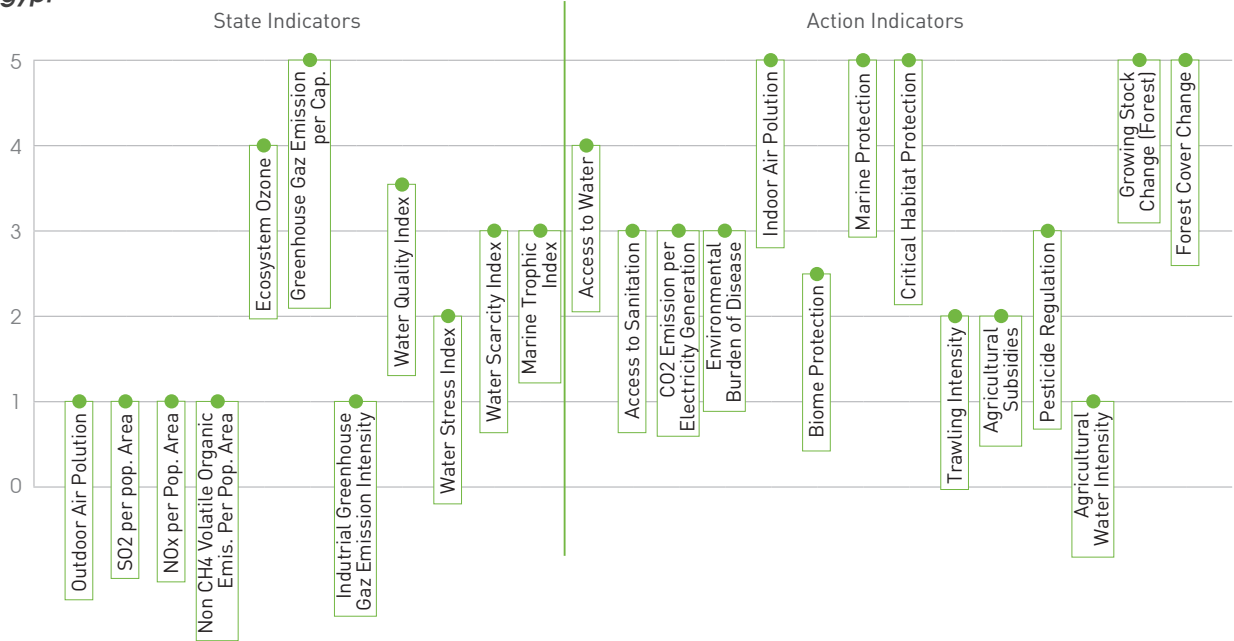 State Indicators
Action Indicators
5
4
3
2
1
0
Outdoor Air Polution
SO2 per pop. Area
NOx per Pop. Area
Non CH4 Volatile Organic
Emis. Per Pop. Area
Ecosystem Ozone
Greenhouse Gaz Emission
per Cap.
Indutrial Greenhouse
Gaz Emission Intensity
Water Quality Index
Water Stress Index
Water Scarcity Index
Marine Trophic
Index
Access to Water
Access to Sanitation
CO2 Emission per
Electricity Generation
Environmental
Burden of Disease
Indoor Air Polution
Biome Protection
Marine Protection
Critical Habitat Protection
Trawling Intensity
Agricultural
Subsidies
Pesticide Regulation
Agricultural
Water Intensity
Growing Stock
Change (Forest)
Forest Cover Change